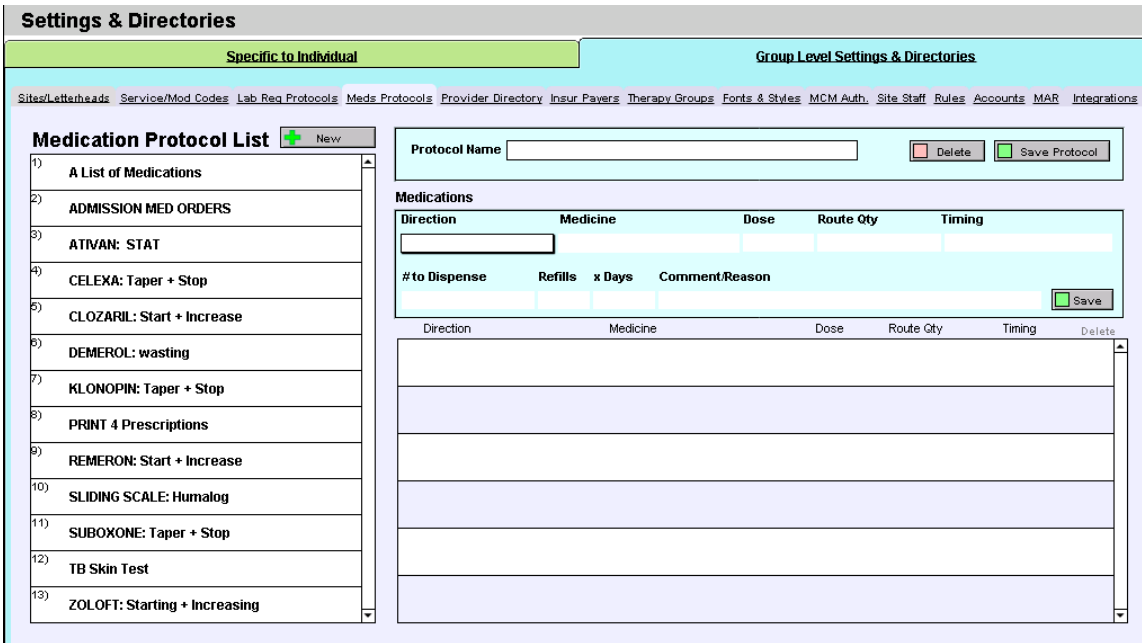 Settings & Directories
Specific to Individual
Group Level Settings & Directories
Sites/Letterheads Service/Mod Codes Lab Req Protocols Meds Protocols Provider Directory Insur Payers Therapy Groups Fonts & Styles MCM Auth. Site Staff Rules Accounts MAR Integrations
Medication Protocol List New
1) A List of Medications
2) ADMISSION MED ORDERS
3) ATIVAN: STAT
4) CELEXA: Taper + Stop
5) CLOZARIL: Start + Increase
6) DEMEROL: wasting
7) KLONOPIN: Taper + Stop
8) PRINT 4 Prescriptions
9) REMERON: Start + Increase
10) SLIDING SCALE: Humalog
11) SUBOXONE: Taper + Stop
12) TB Skin Test
13) ZOLOFT: Starting + Increasing
Protocol Name Delete Save Protocol
Medications
Direction Medicine Dose Route Qty Timing
# to Dispense Refills x Days Comment/Reason
Save
Direction Medicine Dose Route Qty Timing Delete